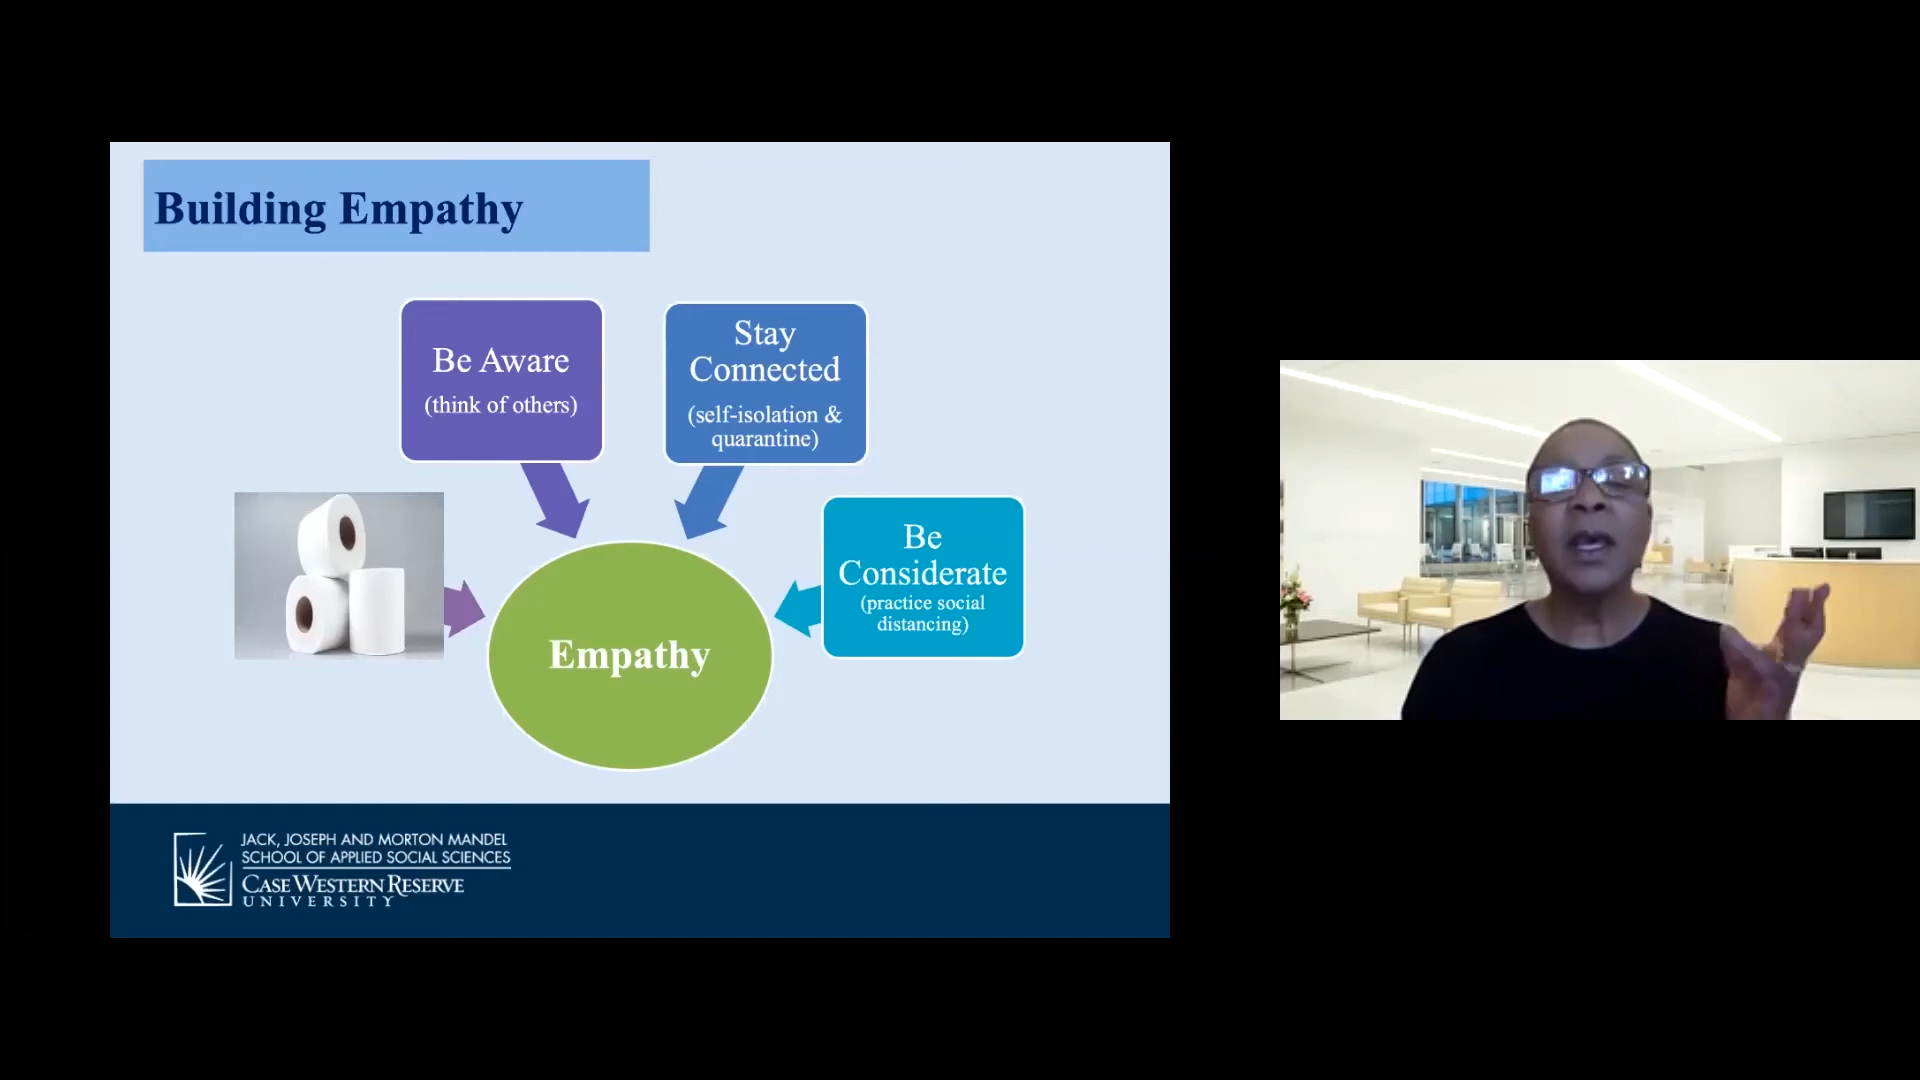 Building Empathy
Be Aware
(think of others)
Stay
Connected
(self-isolation &
quarantine)
Be
Considerate
(practice social
distancing)
Empathy
JACK, JOSEPH AND MORTON MANDEL
SCHOOL OF APPLIED SOCIAL SCIENCES
CASE WESTERN RESERVE
UNIVERSITY